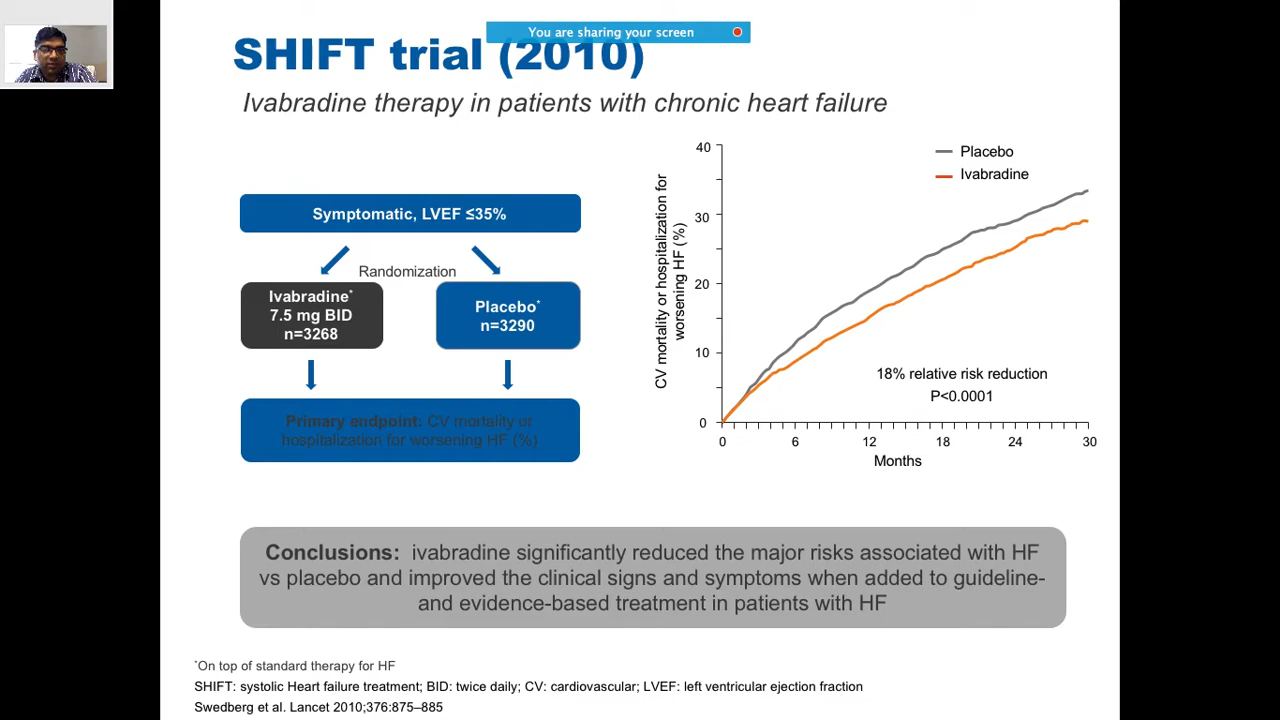 You are sharing your screen
SHIFT trial (2010)
Ivabradine therapy in patients with chronic heart failure
Symptomatic, LVEF ≤35%
Randomization
Ivabradine*
7.5 mg BID
n=3268
Placebo*
n=3290
Primary endpoint: CV mortality or
hospitalization for worsening HF (%)
CV mortality or hospitalization for
worsening HF (%)
40
30
20
10
0
Placebo
Ivabradine
18% relative risk reduction
P<0.0001
0 6 12 18 24 30
Months
Conclusions: ivabradine significantly reduced the major risks associated with HF
vs placebo and improved the clinical signs and symptoms when added to guideline-
and evidence-based treatment in patients with HF
*On top of standard therapy for HF
SHIFT: systolic Heart failure treatment; BID: twice daily; CV: cardiovascular; LVEF: left ventricular ejection fraction
Swedberg et al. Lancet 2010;376:875–885